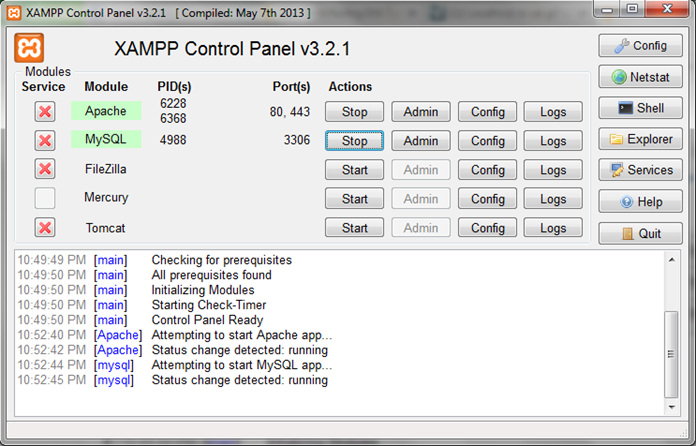 XAMPP Control Panel v3.2.1 [ Compiled: May 7th 2013 ]
XAMPP Control Panel v3.2.1
Config
Modules
Service Module PID(s) Port(s) Actions
Netstat
Apache 6228 6368 80, 443 Stop Admin Config Logs
Shell
MySQL 4988 3306 Stop Admin Config Logs
Explorer
FileZilla Start Admin Config Logs
Services
Mercury Start Admin Config Logs
Help
Tomcat Start Admin Config Logs
Quit
10:49:49 PM [main] Checking for prerequisites
10:49:50 PM [main] All prerequisites found
10:49:50 PM [main] Initializing Modules
10:49:50 PM [main] Starting Check-Timer
10:49:50 PM [main] Control Panel Ready
10:52:40 PM [Apache] Attempting to start Apache app...
10:52:42 PM [Apache] Status change detected: running
10:52:44 PM [mysql] Attempting to start MySQL app...
10:52:45 PM [mysql] Status change detected: running